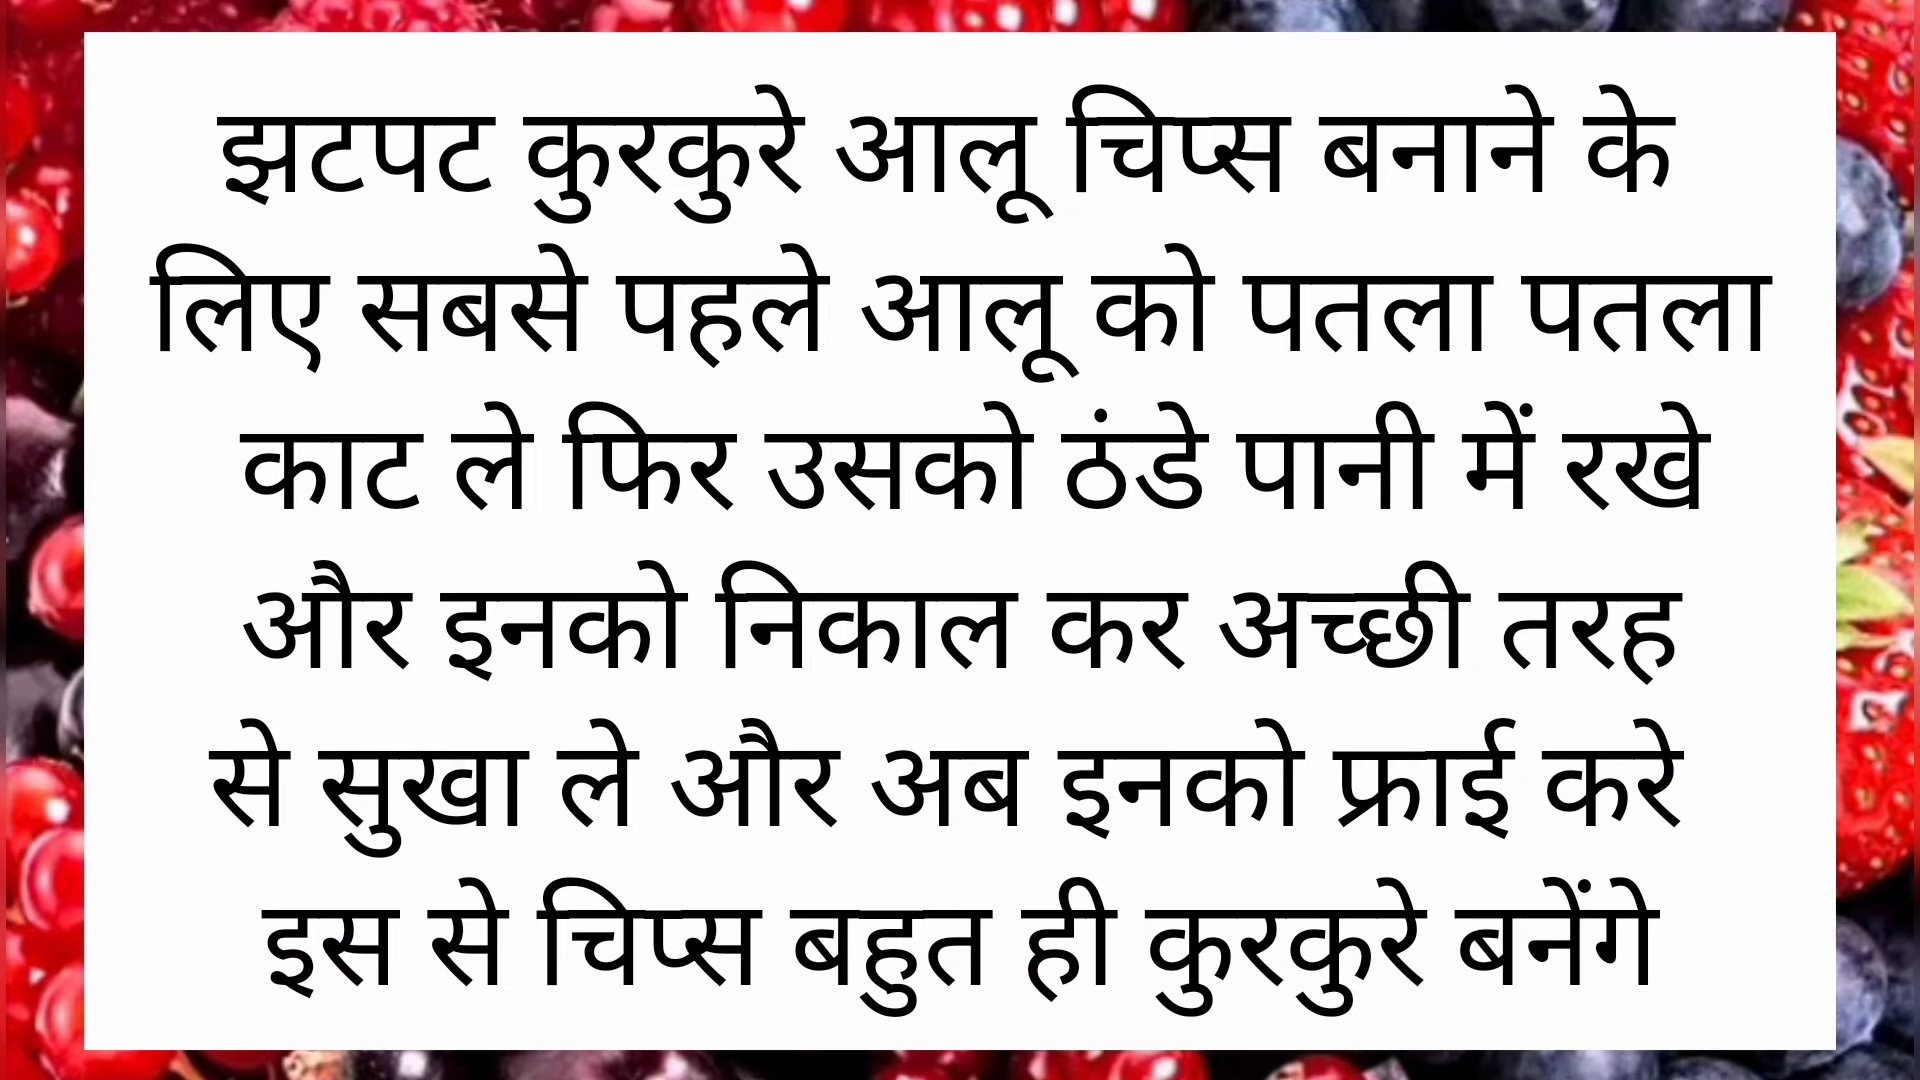 झटपट कुरकुरे आलू चिप्स बनाने के
लिए सबसे पहले आलू को पतला पतला
काट ले फिर उसको ठंडे पानी में रखे
और इनको निकाल कर अच्छी तरह
से सुखा ले और अब इनको फ्राई करे
इस से चिप्स बहुत ही कुरकुरे बनेंगे